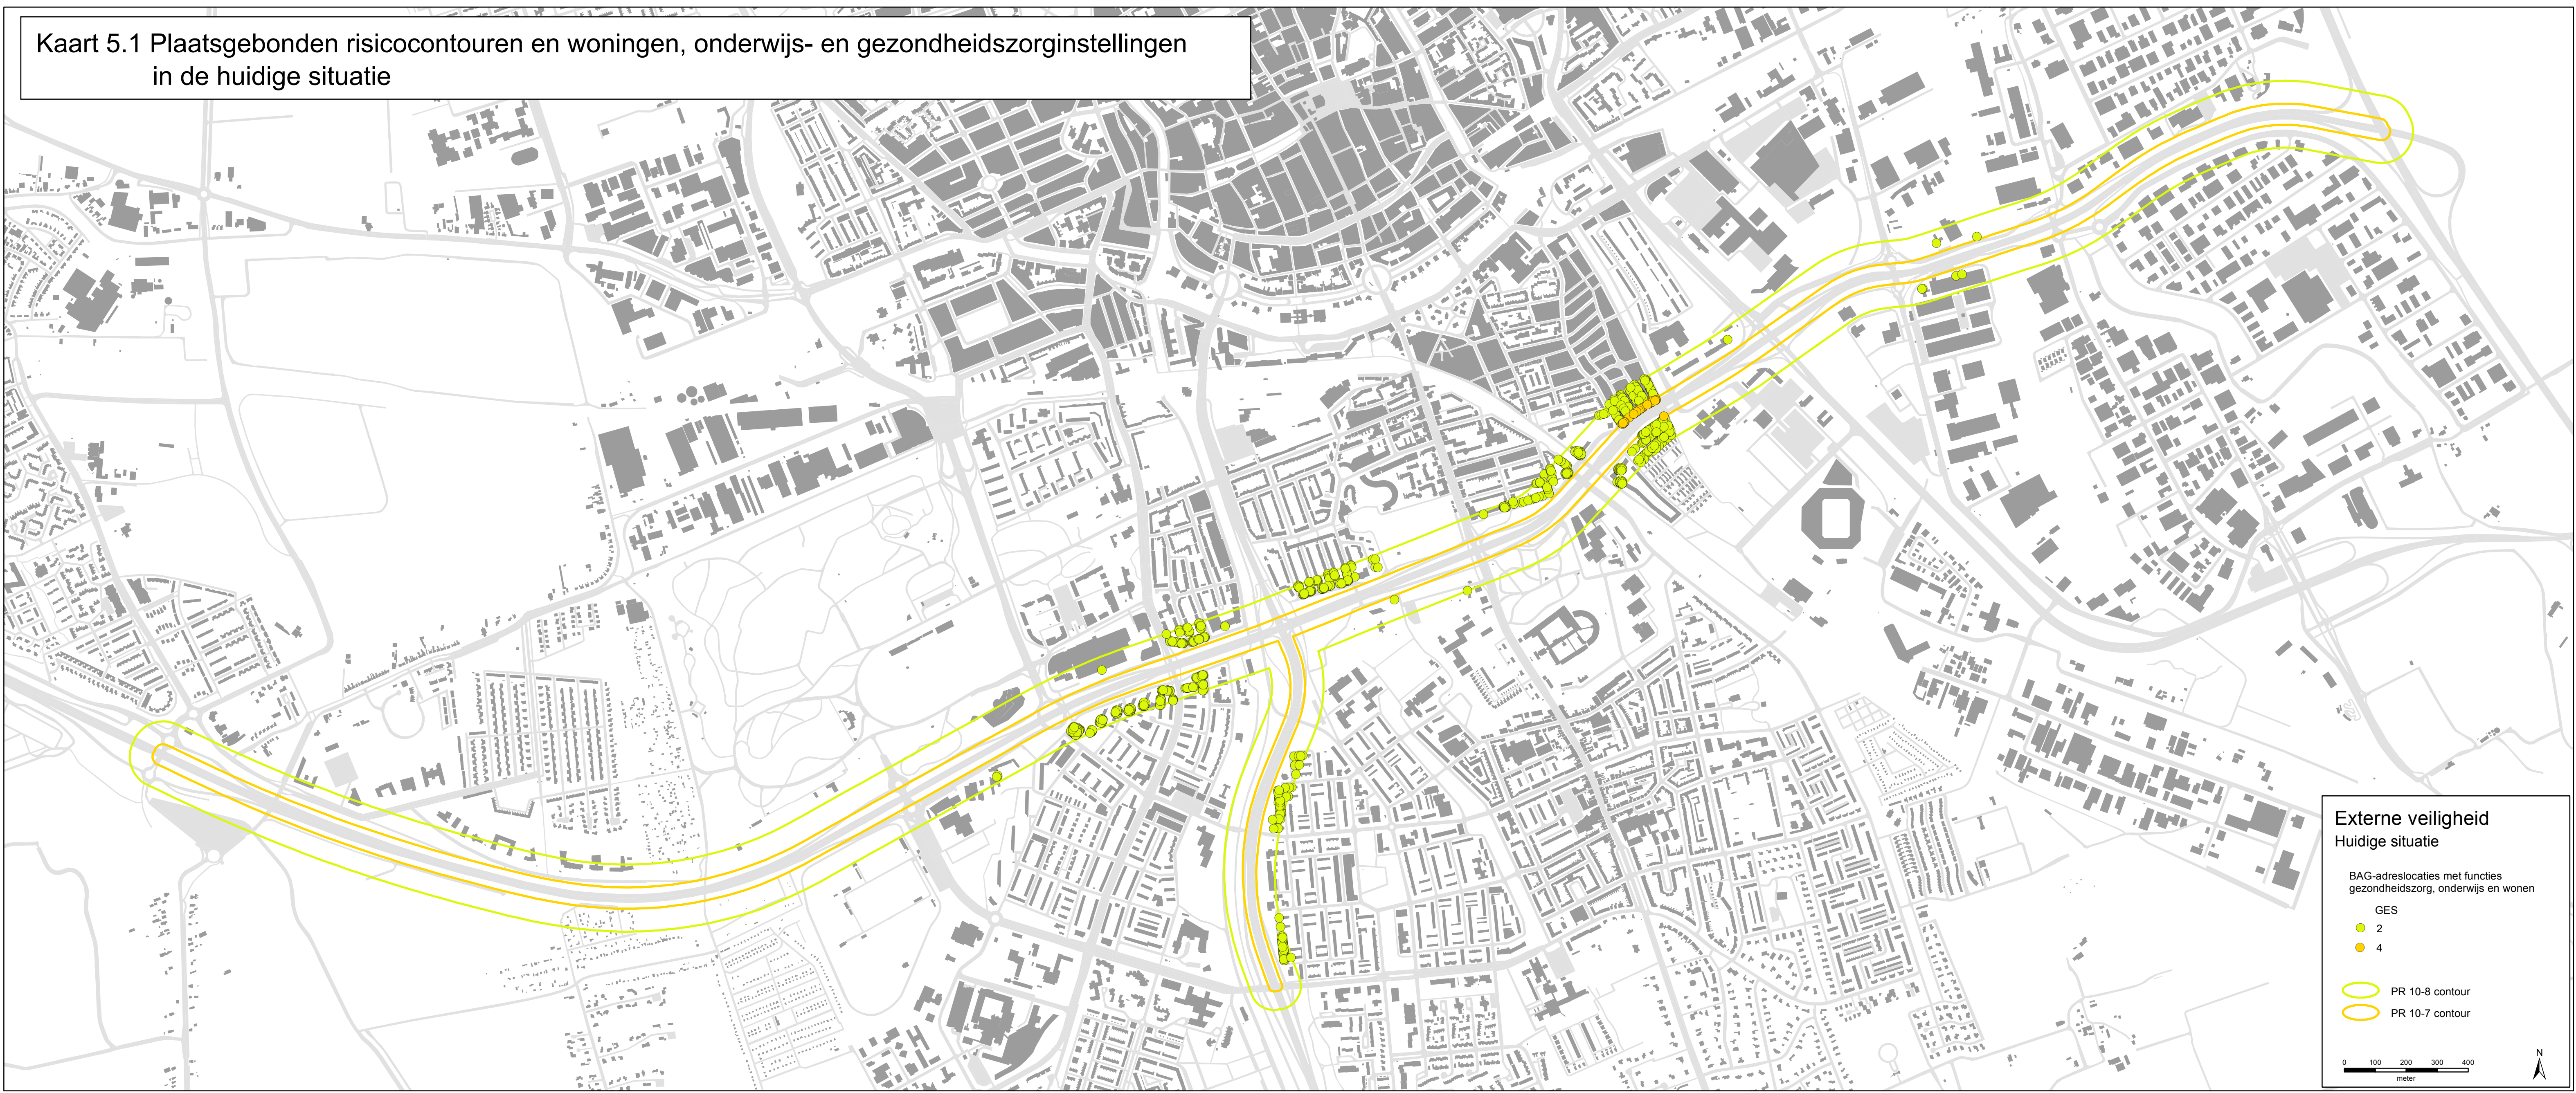 Kaart 5.1 Plaatsgebonden risicocontouren en woningen, onderwijs- en gezondheidszorginstellingen
in de huidige situatie
Externe veiligheid
Huidige situatie
BAG-adreslocaties met functies
gezondheidszorg, onderwijs en wonen
GES
2
4
PR 10-8 contour
PR 10-7 contour
0 100 200 300 400
meter
N